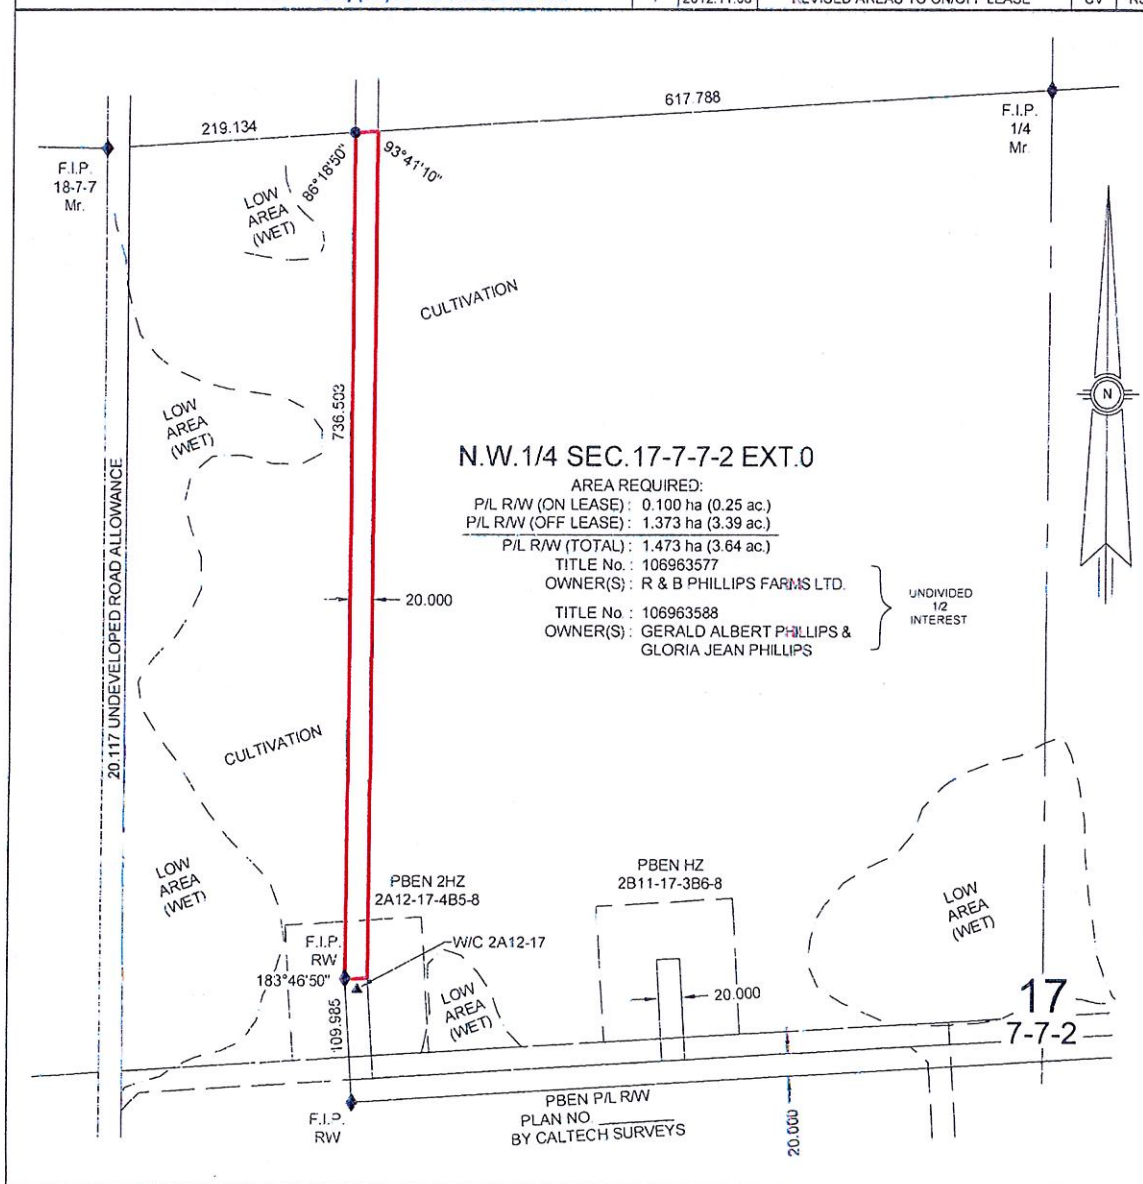 2012.11.08 REVISED AREAS TO ON/OFF LEASE
219.134
617.788
F.I.P.
18-7-7
Mr.
F.I.P.
1/4
Mr.
86°18'50"
93°41'10"
LOW
AREA
(WET)
CULTIVATION
736.503
LOW
AREA
(WET)
N
N.W.1/4 SEC.17-7-7-2 EXT.0
AREA REQUIRED:
P/L R/W (ON LEASE): 0.100 ha (0.25 ac.)
P/L R/W (OFF LEASE): 1.373 ha (3.39 ac.)
P/L R/W (TOTAL): 1.473 ha (3.64 ac.)
TITLE No.: 106963577
OWNER(S): R & B PHILLIPS FARMS LTD.
TITLE No.: 106963588
OWNER(S): GERALD ALBERT PHILLIPS &
GLORIA JEAN PHILLIPS
UNDIVIDED
1/2
INTEREST
20.000
20.117 UNDEVELOPED ROAD ALLOWANCE
CULTIVATION
LOW
AREA
(WET)
PBEN 2HZ
2A12-17-4B5-8
PBEN HZ
2B11-17-3B6-8
LOW
AREA
(WET)
F.I.P.
RW
W/C 2A12-17
183°46'50"
109.985
LOW
AREA
(WET)
20.000
17
7-7-2
F.I.P.
RW
PBEN P/L R/W
PLAN NO.
BY CALTECH SURVEYS
20.000